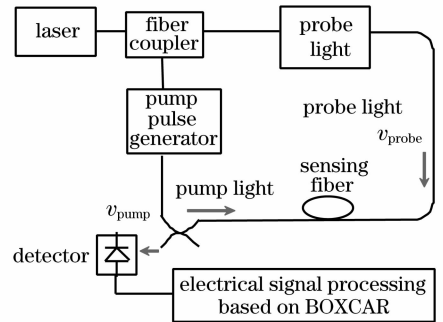 laser
fiber
coupler
probe
light
pump
pulse
generator
probe light
v_probe
sensing
fiber
pump light
v_pump
detector
electrical signal processing
based on BOXCAR